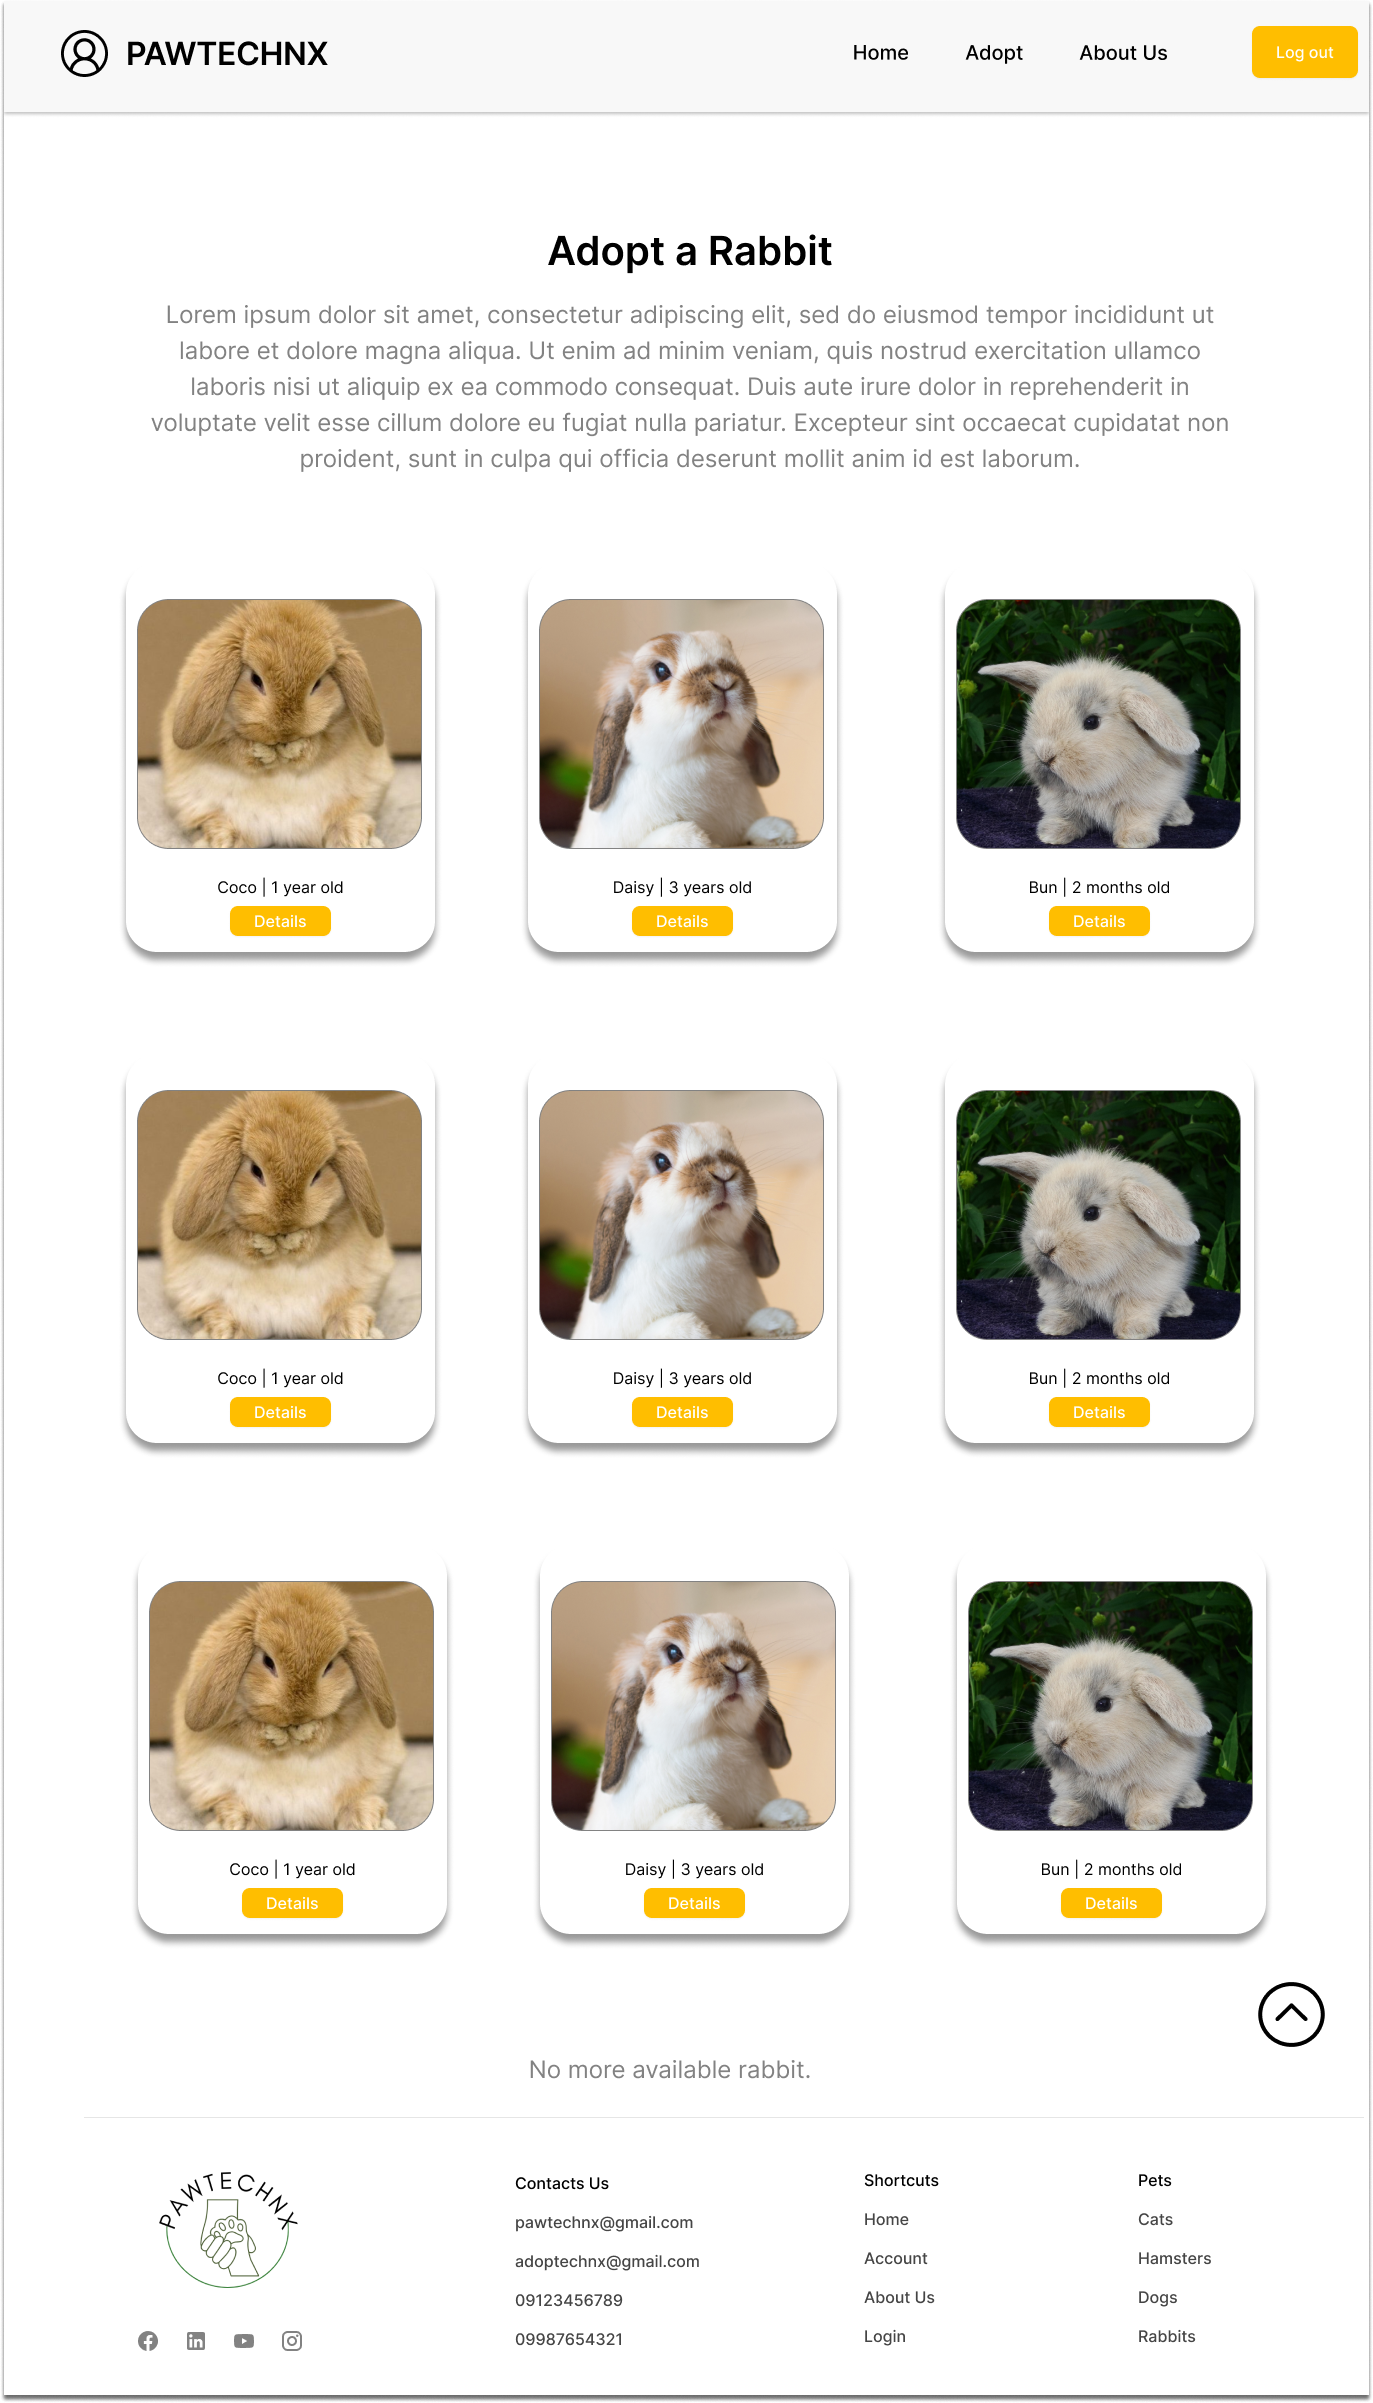 PAWTECHNX
Home
Adopt
About Us
Log out
Adopt a Rabbit
Lorem ipsum dolor sit amet, consectetur adipiscing elit, sed do eiusmod tempor incididunt ut
labore et dolore magna aliqua. Ut enim ad minim veniam, quis nostrud exercitation ullamco
laboris nisi ut aliquip ex ea commodo consequat. Duis aute irure dolor in reprehenderit in
voluptate velit esse cillum dolore eu fugiat nulla pariatur. Excepteur sint occaecat cupidatat non
proident, sunt in culpa qui officia deserunt mollit anim id est laborum.
Coco | 1 year old
Details
Daisy | 3 years old
Details
Bun | 2 months old
Details
Coco | 1 year old
Details
Daisy | 3 years old
Details
Bun | 2 months old
Details
Coco | 1 year old
Details
Daisy | 3 years old
Details
Bun | 2 months old
Details
No more available rabbit.
PAWTECHNX
Contacts Us
pawtechnx@gmail.com
adoptechnx@gmail.com
09123456789
09987654321
Shortcuts
Home
Account
About Us
Login
Pets
Cats
Hamsters
Dogs
Rabbits